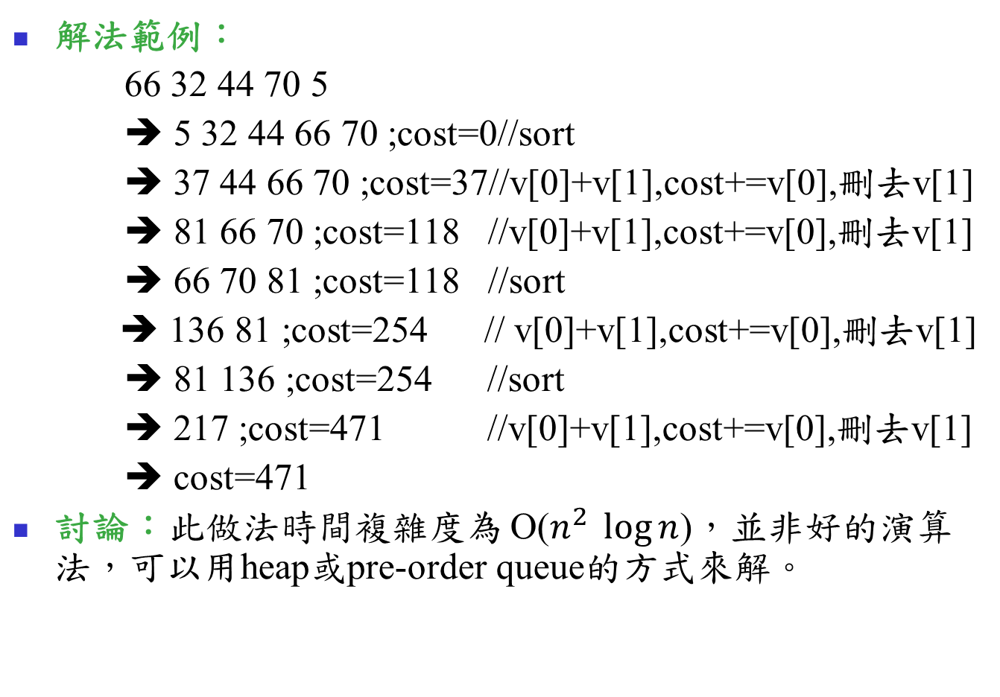 解法範例：
66 32 44 70 5
➔ 5 32 44 66 70 ;cost=0//sort
➔ 37 44 66 70 ;cost=37//v[0]+v[1],cost+=v[0],刪去v[1]
➔ 81 66 70 ;cost=118 //v[0]+v[1],cost+=v[0],刪去v[1]
➔ 66 70 81 ;cost=118 //sort
➔ 136 81 ;cost=254 // v[0]+v[1],cost+=v[0],刪去v[1]
➔ 81 136 ;cost=254 //sort
➔ 217 ;cost=471 //v[0]+v[1],cost+=v[0],刪去v[1]
➔ cost=471
討論：此做法時間複雜度為 O(n² log n)，並非好的演算
法，可以用heap或pre-order queue的方式來解。